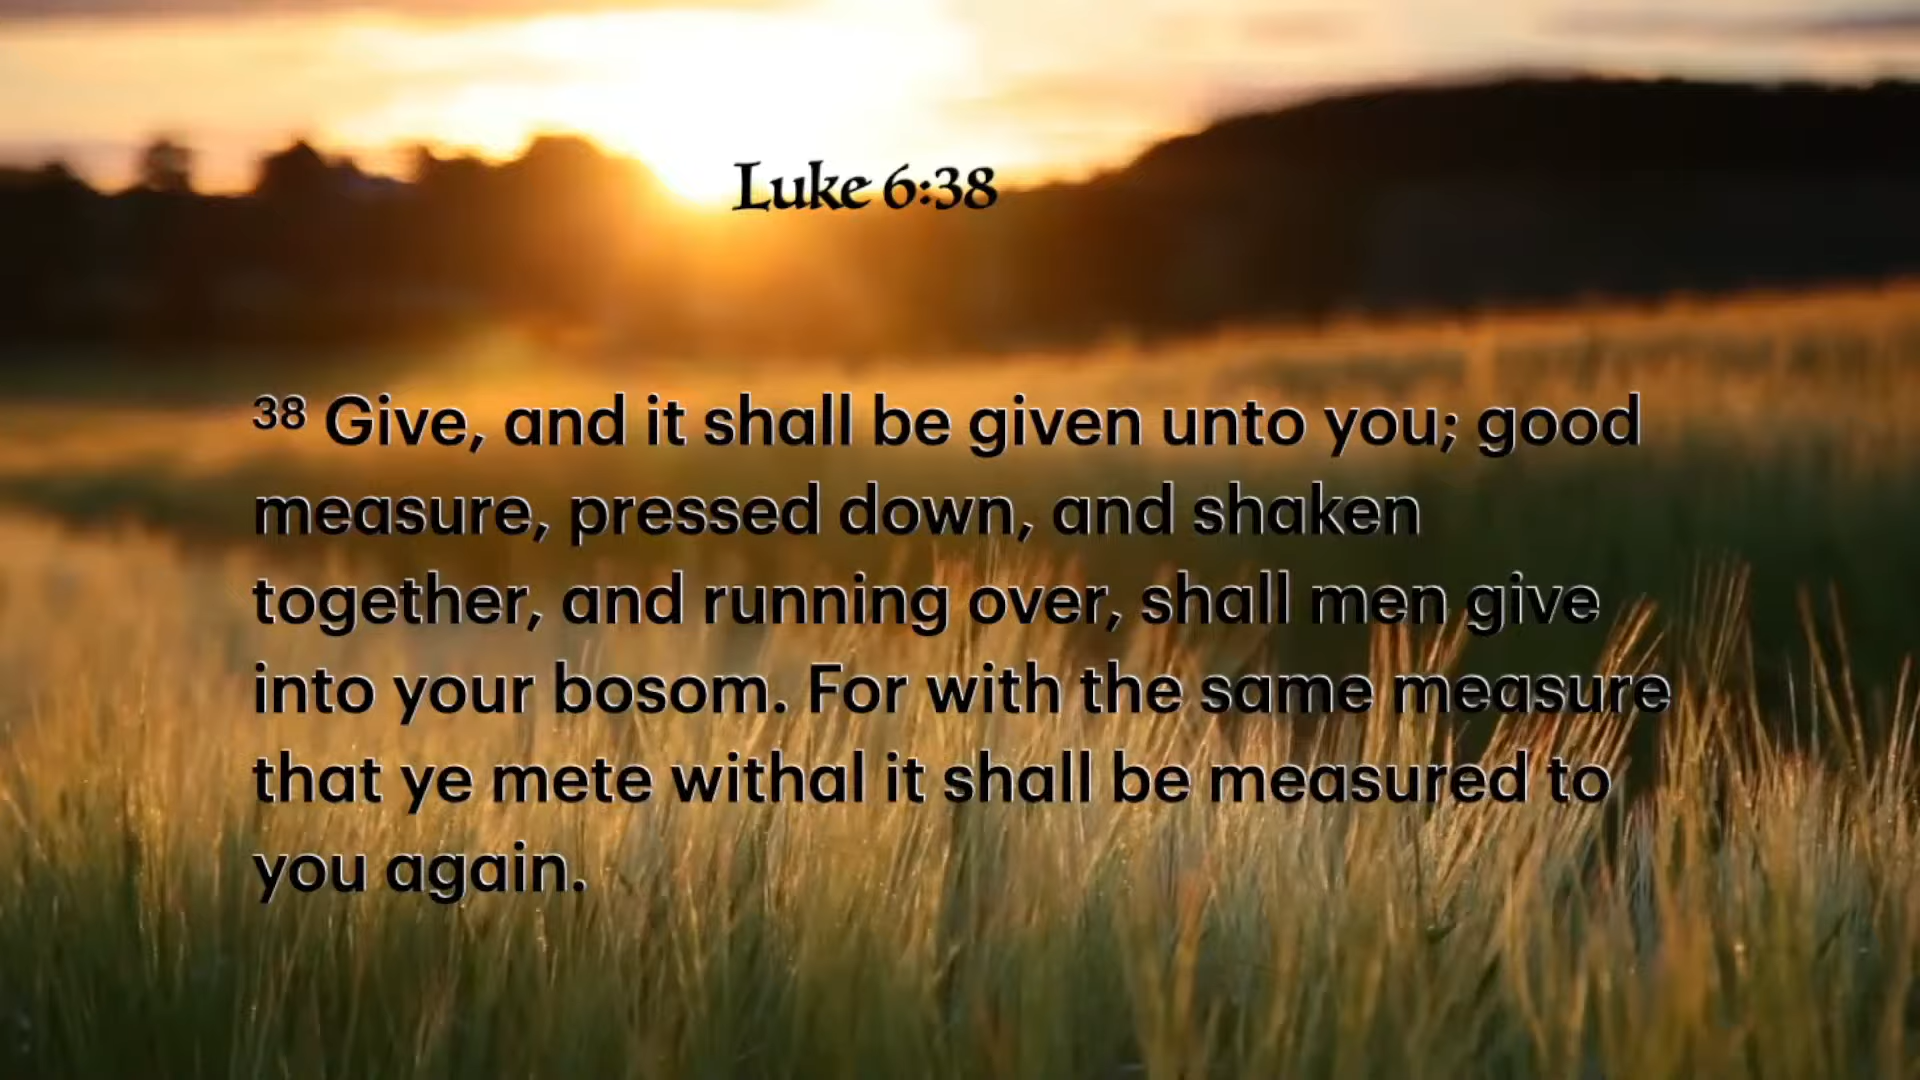 Luke 6:38
38 Give, and it shall be given unto you; good
measure, pressed down, and shaken
together, and running over, shall men give
into your bosom. For with the same measure
that ye mete withal it shall be measured to
you again.